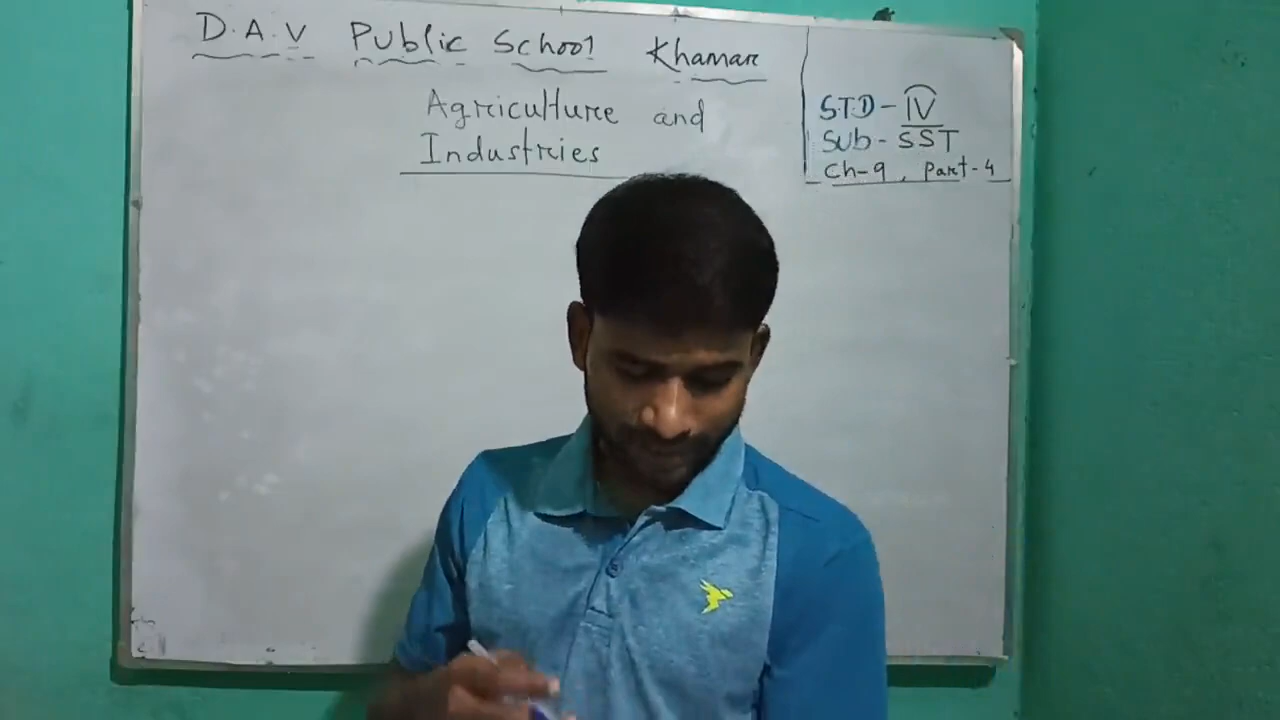 D.A.V Public School Khamar
Agriculture and
Industries
STD-IV
Sub-SST
Ch-9, Part-4